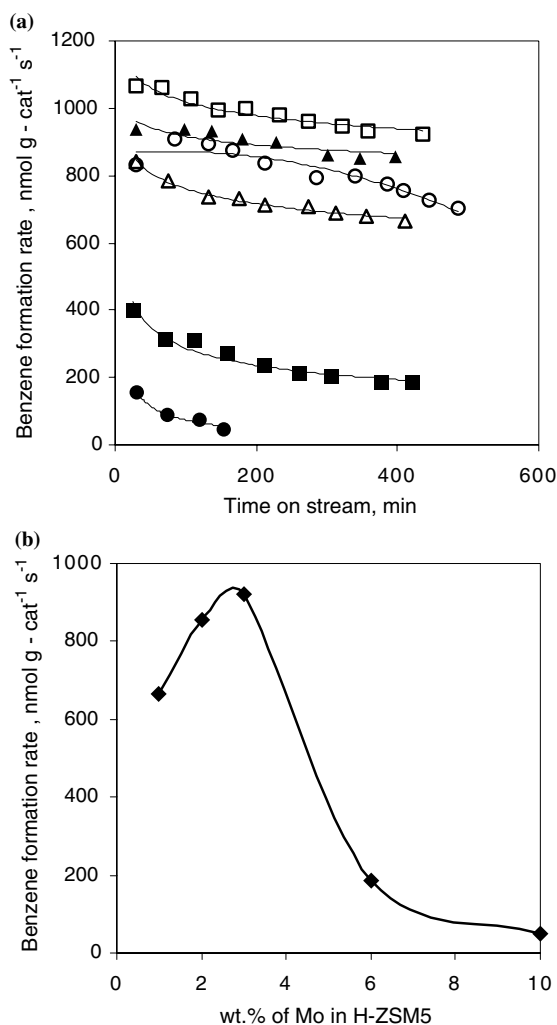 (a)
1200
1000
800
600
400
200
0
Benzene formation rate , nmol g - cat⁻¹ s⁻¹
0 200 400 600
Time on stream, min
(b)
1000
800
600
400
200
0
Benzene formation rate , nmol g - cat⁻¹ s⁻¹
0 2 4 6 8 10
wt.% of Mo in H-ZSM5